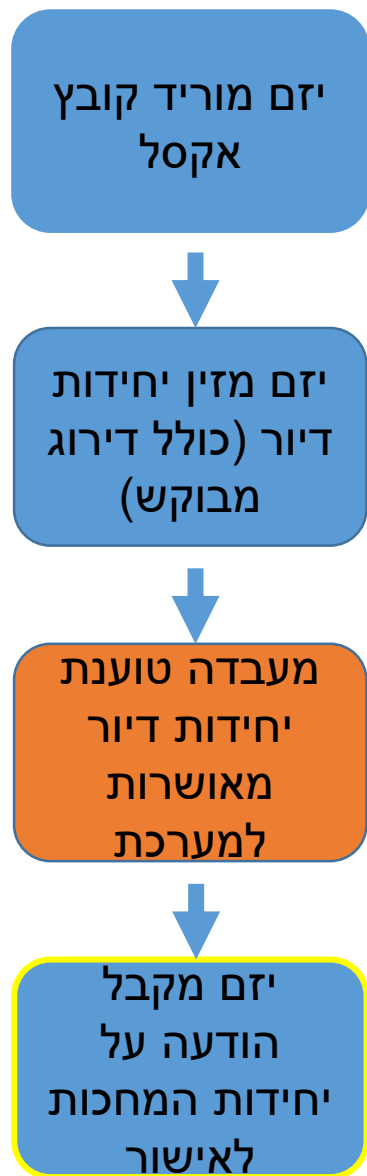 יזם מוריד קובץ
אקסל
יזם מזין יחידות
דיור (כולל דירוג
מבוקש)
מעבדה טוענת
יחידות דיור
מאושרות
למערכת
יזם מקבל
הודעה על
יחידות המחכות
לאישור